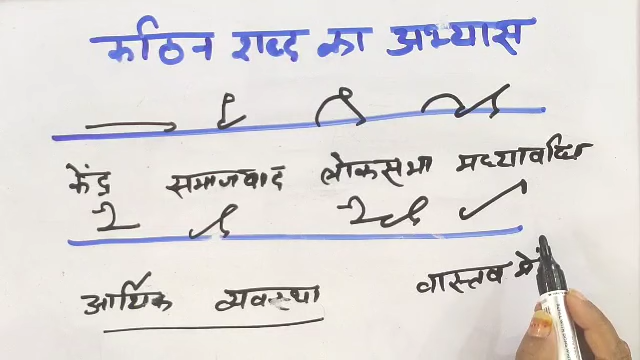 कठिन शब्द का अभ्यास
केंद्र समाजवाद लोकसभा मध्यावधि
आर्थिक व्यवस्था वास्तव में